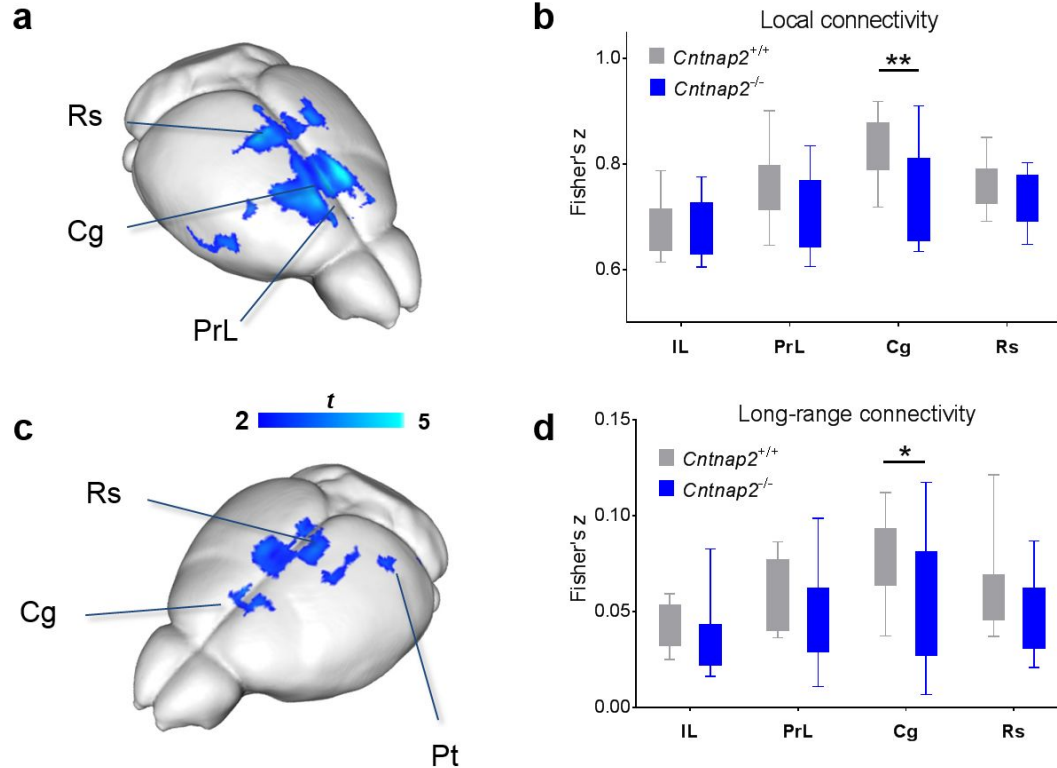 a
Rs
Cg
PrL
b
Local connectivity
Cntnap2+/+
Cntnap2-/-
**
Fisher's z
1.0
0.8
0.6
IL PrL Cg Rs
c
t
2 5
Rs
Cg
Pt
d
Long-range connectivity
Cntnap2+/+
Cntnap2-/-
*
Fisher's z
0.15
0.10
0.05
0.00
IL PrL Cg Rs